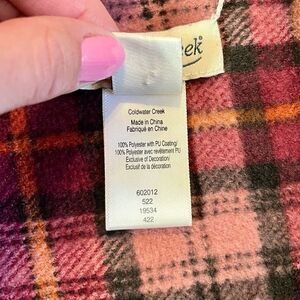 eek
Coldwater Creek
Made in China
Fabriqué en Chine
100% Polyester with PU Coating/
100% Polyester avec revêtement PU
Exclusive of Decoration/
Exclusif de la décoration
602012
522
19534
422